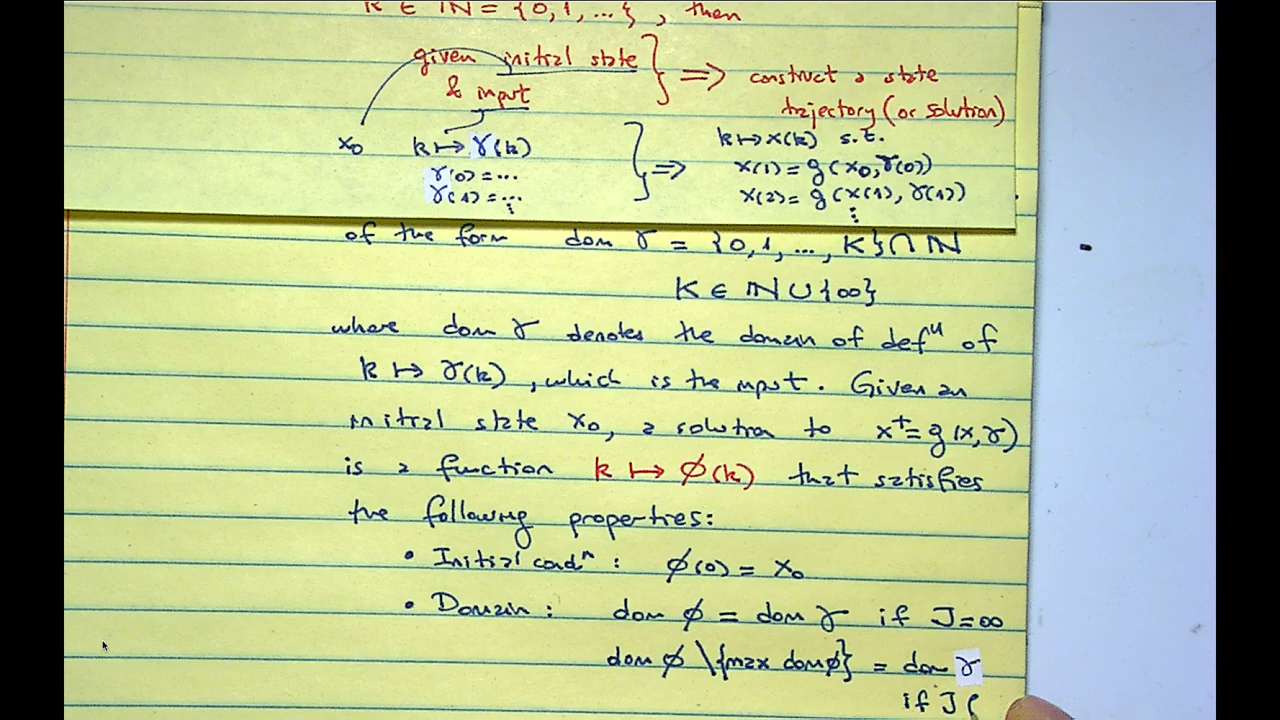 k ∈ ℕ = {0,1,...}, then
given initial state
& input
⟹ construct a state
trajectory (or solution)
x₀ k ↦ γ(k)
γ(0) = ...
γ(1) = ...
⋮
⟹ k ↦ x(k) s.t.
x(1) = g(x₀, γ(0))
x(2) = g(x(1), γ(1))
⋮
of the form dom γ = {0,1,...,K} ∩ ℕ
K ∈ ℕ ∪ {∞}
where dom γ denotes the domain of defⁿ of
k ↦ γ(k), which is the input. Given an
initial state x₀, a solution to x⁺ = g(x,γ)
is a function k ↦ ϕ(k) that satisfies
the following properties:
• Initial condⁿ: ϕ(0) = x₀
• Domain: dom ϕ = dom γ if J=∞
dom ϕ \ {max dom ϕ} = dom γ
if J